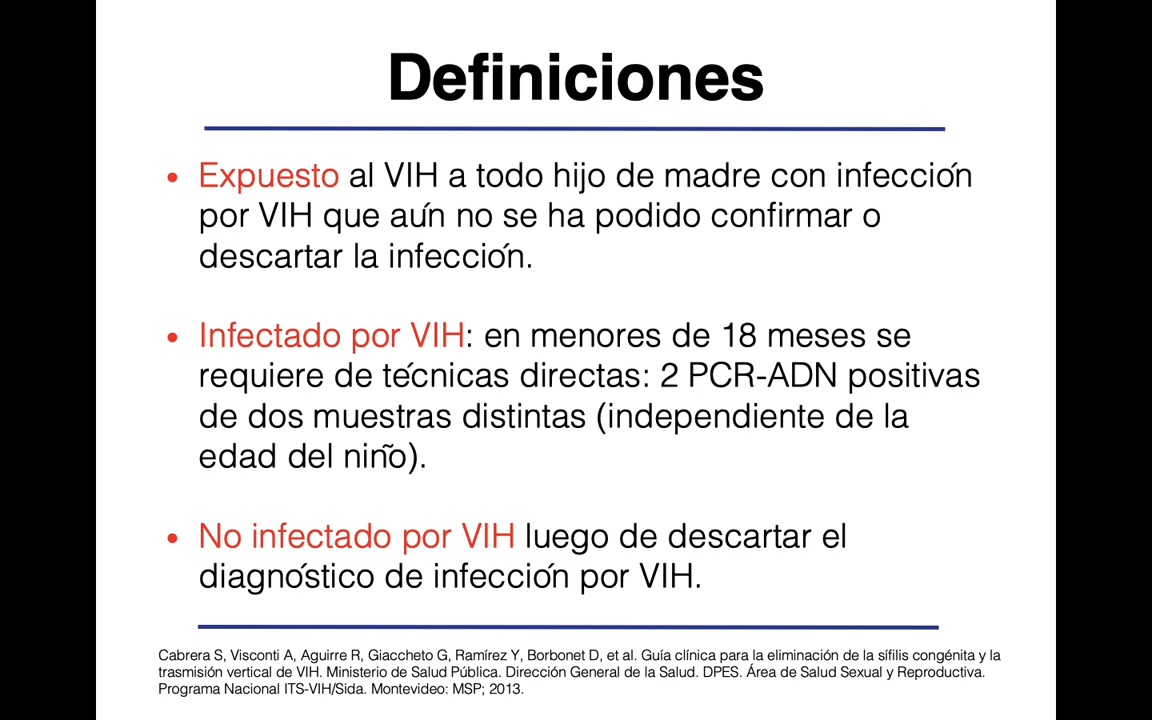 Definiciones
• Expuesto al VIH a todo hijo de madre con infección
por VIH que aún no se ha podido confirmar o
descartar la infección.
• Infectado por VIH: en menores de 18 meses se
requiere de técnicas directas: 2 PCR-ADN positivas
de dos muestras distintas (independiente de la
edad del niño).
• No infectado por VIH luego de descartar el
diagnóstico de infección por VIH.
Cabrera S, Visconti A, Aguirre R, Giaccheto G, Ramírez Y, Borbonet D, et al. Guía clínica para la eliminación de la sífilis congénita y la
trasmisión vertical de VIH. Ministerio de Salud Pública. Dirección General de la Salud. DPES. Área de Salud Sexual y Reproductiva.
Programa Nacional ITS-VIH/Sida. Montevideo: MSP; 2013.